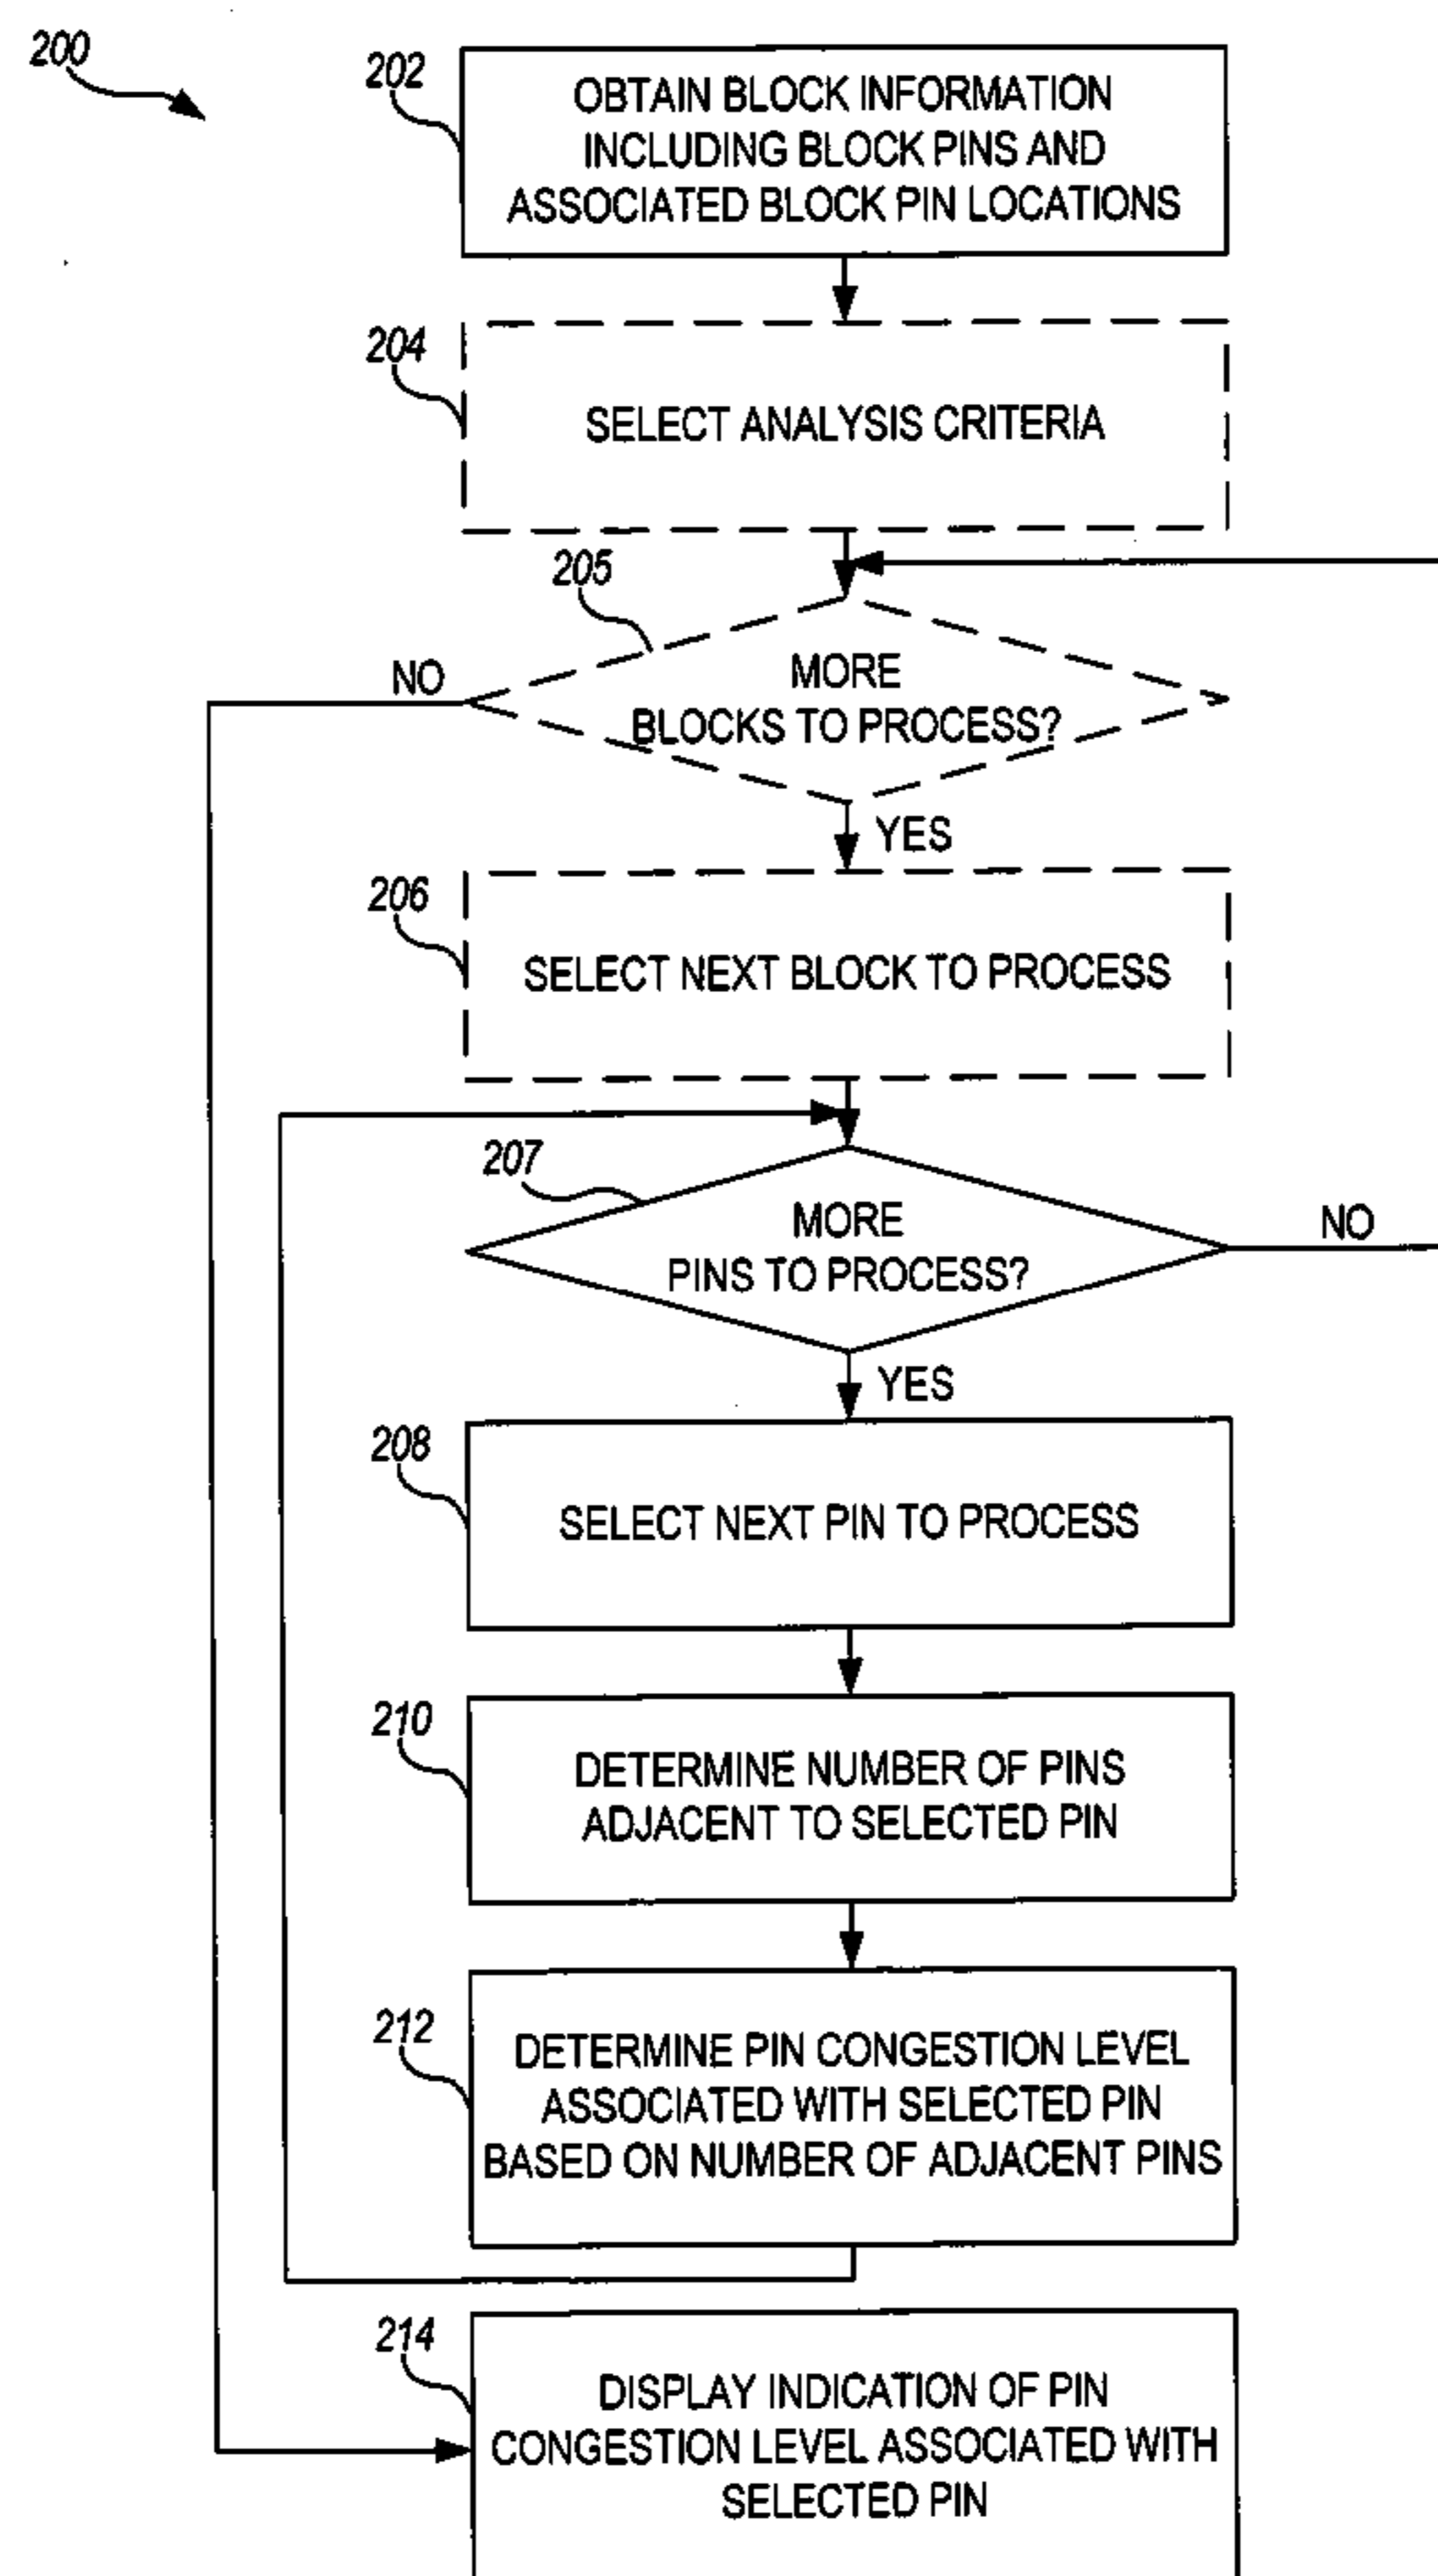 200
202
OBTAIN BLOCK INFORMATION
INCLUDING BLOCK PINS AND
ASSOCIATED BLOCK PIN LOCATIONS
204
SELECT ANALYSIS CRITERIA
205
NO
MORE
BLOCKS TO PROCESS?
YES
206
SELECT NEXT BLOCK TO PROCESS
207
MORE
PINS TO PROCESS?
NO
YES
208
SELECT NEXT PIN TO PROCESS
210
DETERMINE NUMBER OF PINS
ADJACENT TO SELECTED PIN
212
DETERMINE PIN CONGESTION LEVEL
ASSOCIATED WITH SELECTED PIN
BASED ON NUMBER OF ADJACENT PINS
214
DISPLAY INDICATION OF PIN
CONGESTION LEVEL ASSOCIATED WITH
SELECTED PIN